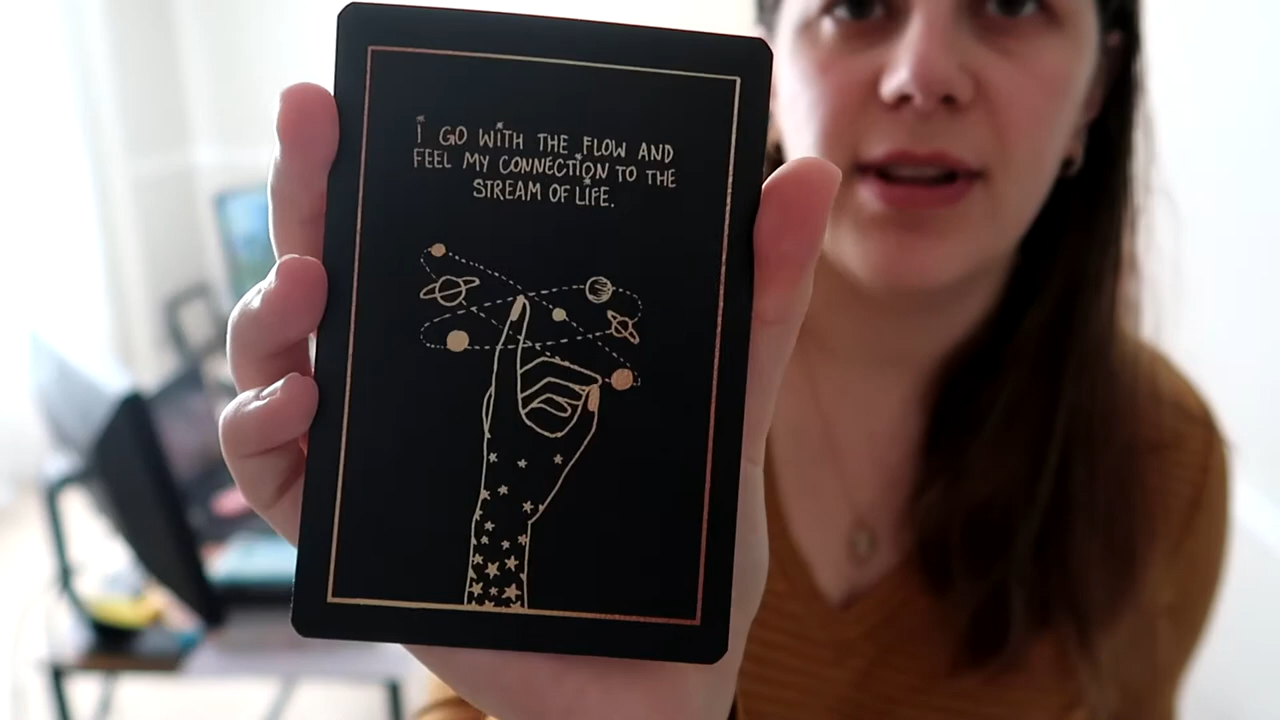 I GO WITH THE FLOW AND
FEEL MY CONNECTION TO THE
STREAM OF LIFE.